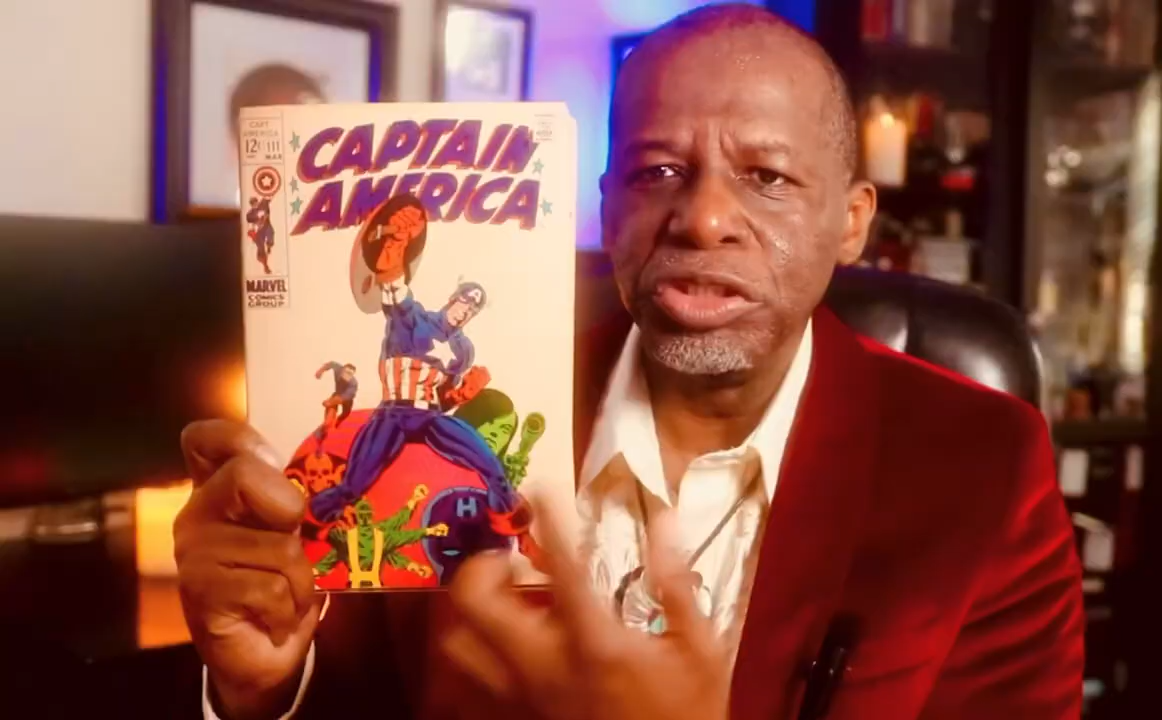 CAPT.
AMERICA
12¢ 111
MAR
MARVEL
COMICS
GROUP
CAPTAIN
AMERICA
A
H